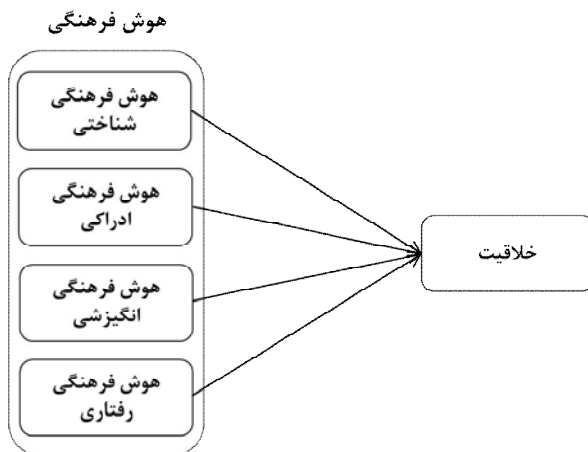 هوش فرهنگی
هوش فرهنگی
شناختی
هوش فرهنگی
ادراکی
هوش فرهنگی
انگیزشی
هوش فرهنگی
رفتاری
خلاقیت